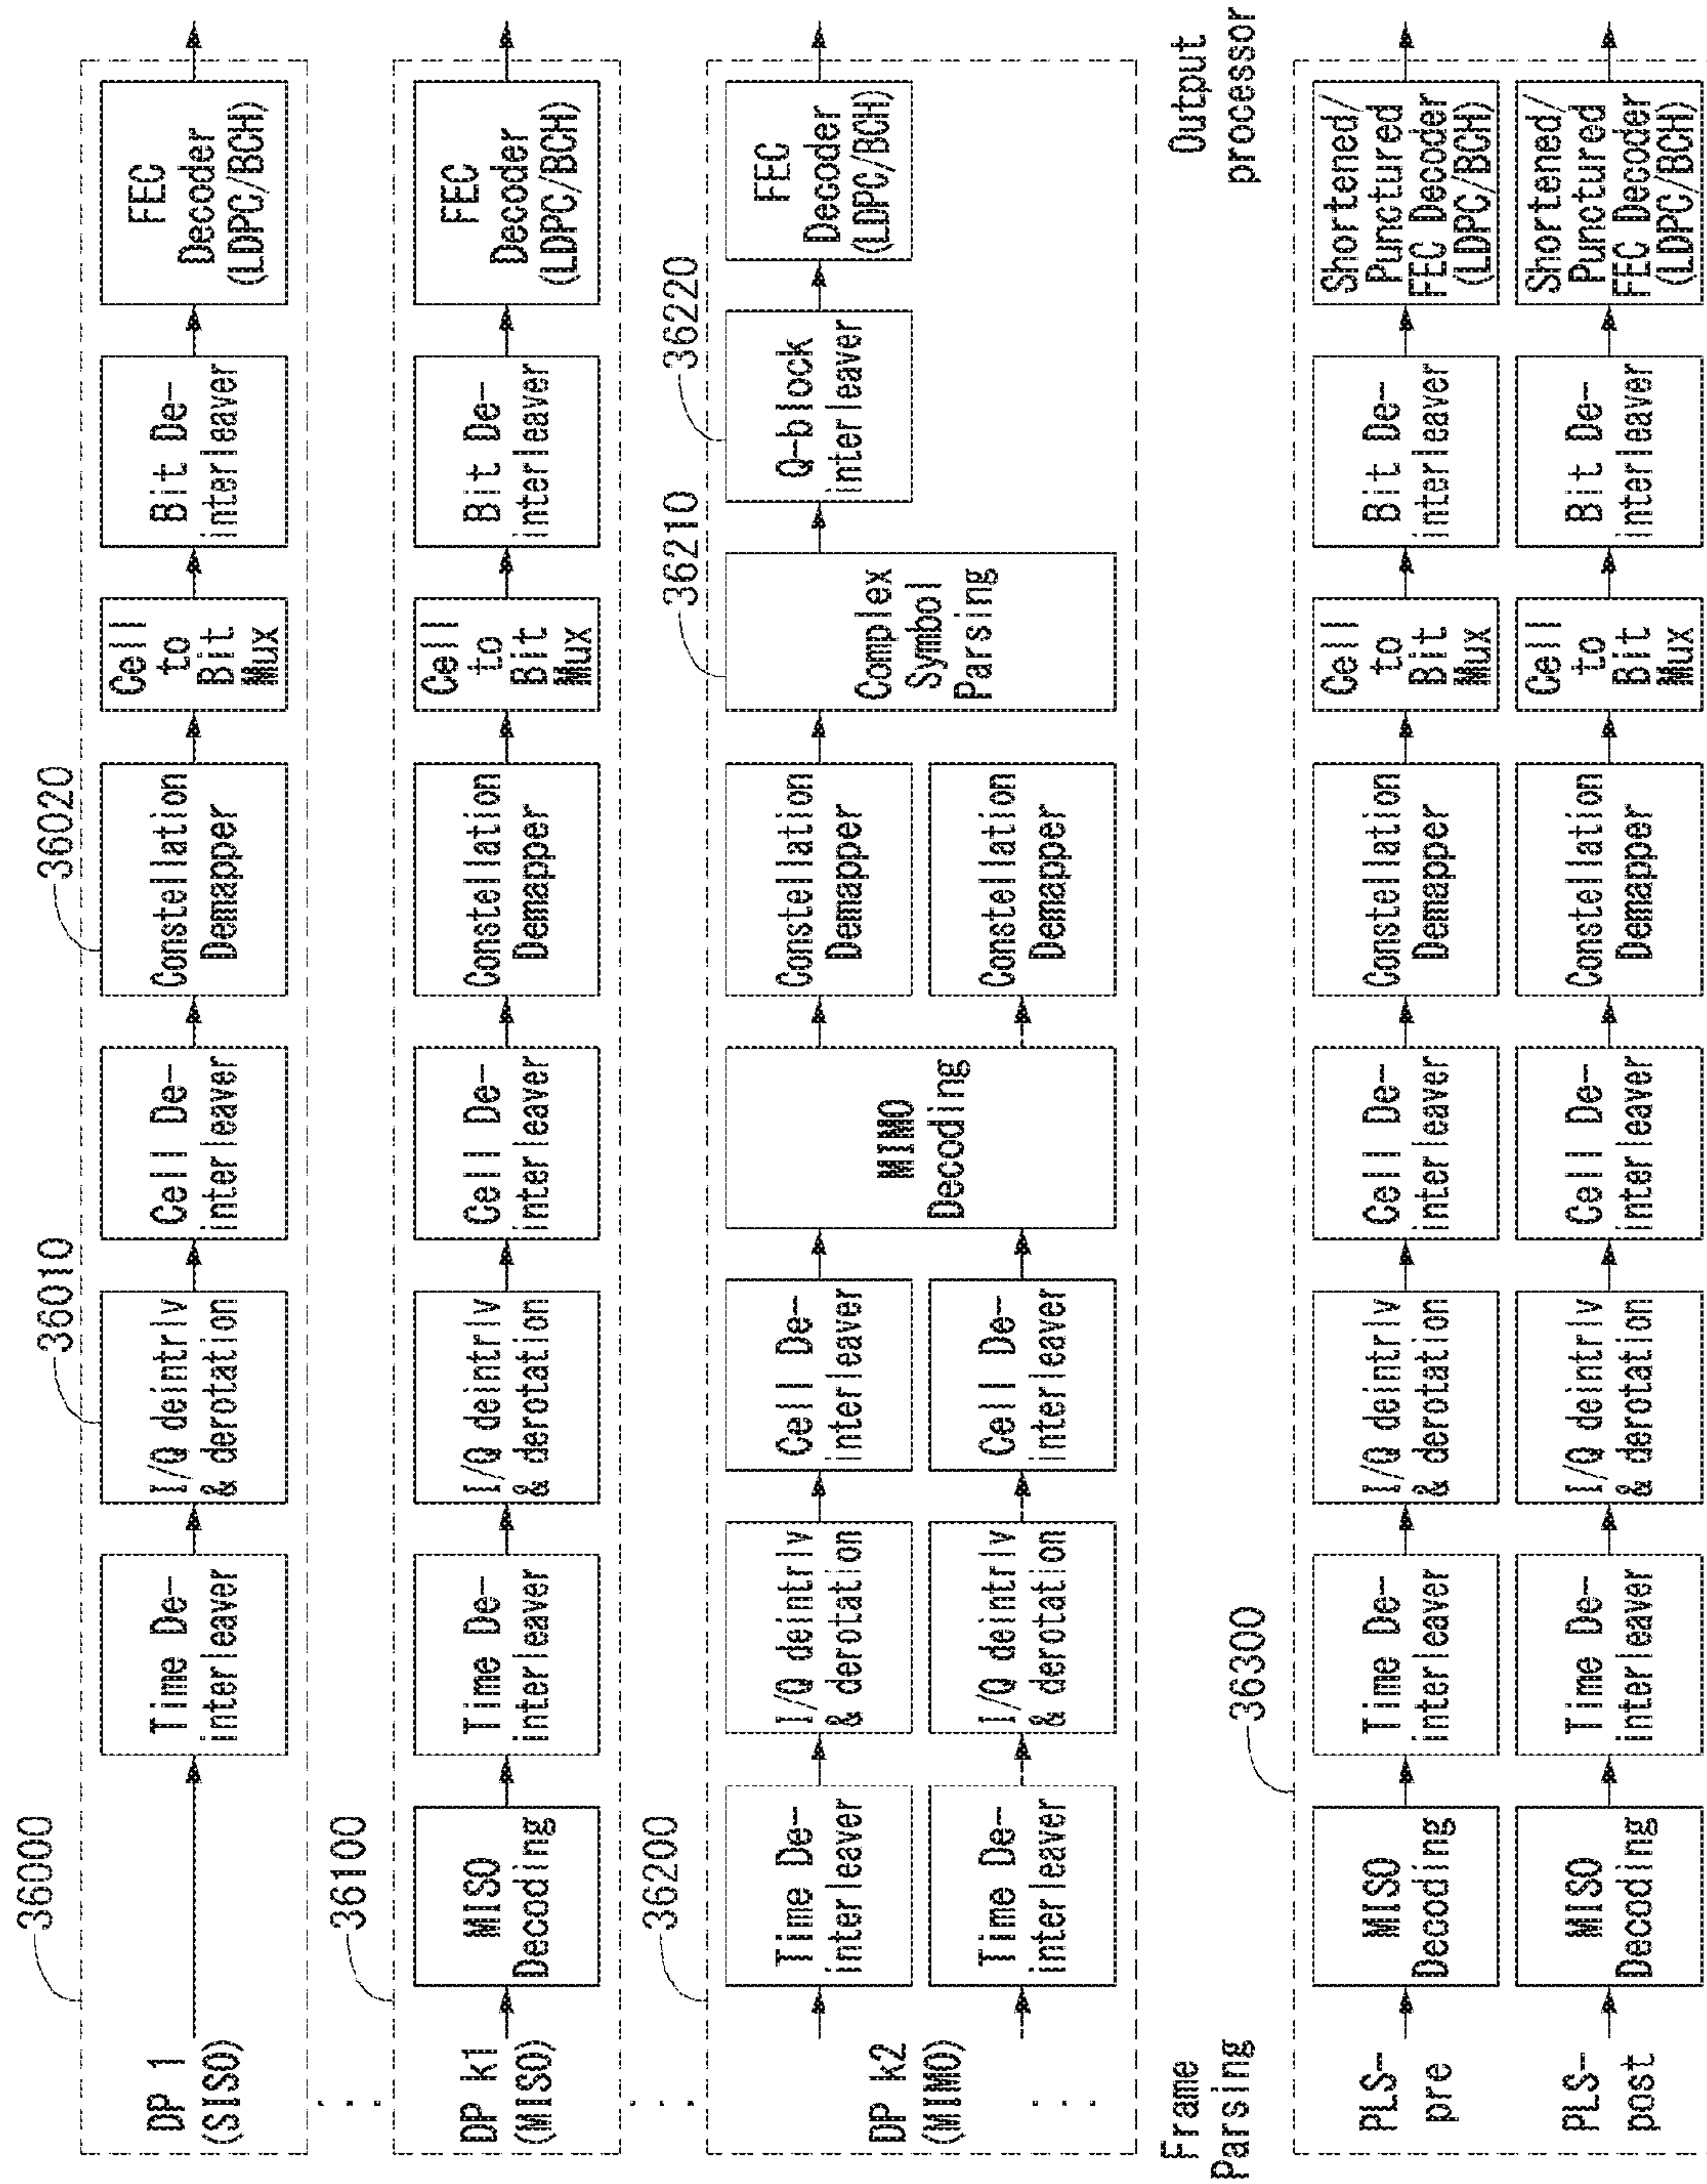 36000
DP 1
(SISO)
Time De-
interleaver
36010
I/Q deintrlv
& derotation
Cell De-
interleaver
36020
Constellation
Demapper
Cell
to
Bit
Mux
Bit De-
interleaver
FEC
Decoder
(LDPC/BCH)
...
36100
DP k1
(MISO)
MISO
Decoding
Time De-
interleaver
I/Q deintrlv
& derotation
Cell De-
interleaver
Constellation
Demapper
Cell
to
Bit
Mux
Bit De-
interleaver
FEC
Decoder
(LDPC/BCH)
...
36200
DP k2
(MIMO)
Time De-
interleaver
I/Q deintrlv
& derotation
Cell De-
interleaver
Time De-
interleaver
I/Q deintrlv
& derotation
Cell De-
interleaver
MIMO
Decoding
Constellation
Demapper
Constellation
Demapper
36210
Complex
Symbol
Parsing
36220
Q-block
interleaver
FEC
Decoder
(LDPC/BCH)
...
Frame
Parsing
Output
processor
36300
PLS-
pre
MISO
Decoding
Time De-
interleaver
I/Q deintrlv
& derotation
Cell De-
interleaver
Constellation
Demapper
Cell
to
Bit
Mux
Bit De-
interleaver
Shortened/
Punctured
FEC Decoder
(LDPC/BCH)
PLS-
post
MISO
Decoding
Time De-
interleaver
I/Q deintrlv
& derotation
Cell De-
interleaver
Constellation
Demapper
Cell
to
Bit
Mux
Bit De-
interleaver
Shortened/
Punctured
FEC Decoder
(LDPC/BCH)